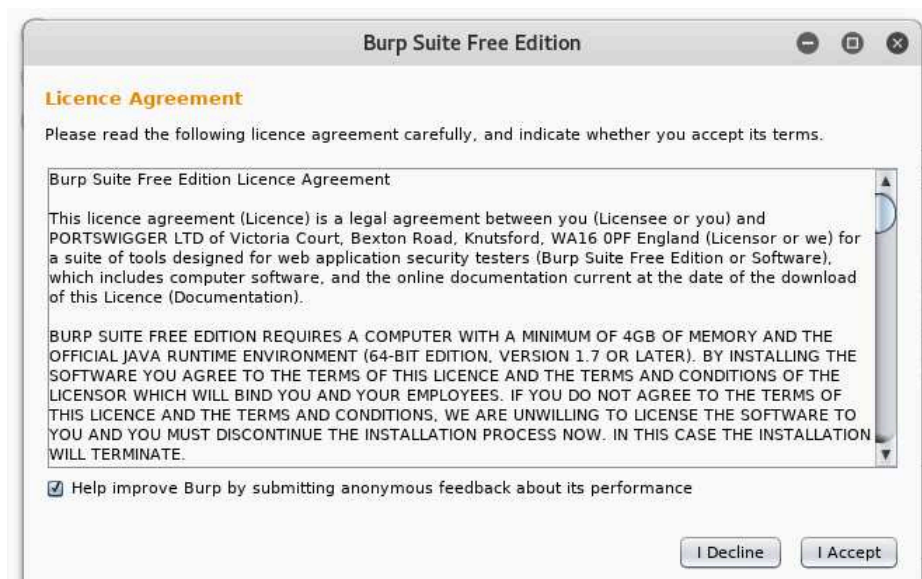 Burp Suite Free Edition
Licence Agreement
Please read the following licence agreement carefully, and indicate whether you accept its terms.
Burp Suite Free Edition Licence Agreement
This licence agreement (Licence) is a legal agreement between you (Licensee or you) and
PORTSWIGGER LTD of Victoria Court, Bexton Road, Knutsford, WA16 0PF England (Licensor or we) for
a suite of tools designed for web application security testers (Burp Suite Free Edition or Software),
which includes computer software, and the online documentation current at the date of the download
of this Licence (Documentation).
BURP SUITE FREE EDITION REQUIRES A COMPUTER WITH A MINIMUM OF 4GB OF MEMORY AND THE
OFFICIAL JAVA RUNTIME ENVIRONMENT (64-BIT EDITION, VERSION 1.7 OR LATER). BY INSTALLING THE
SOFTWARE YOU AGREE TO THE TERMS OF THIS LICENCE AND THE TERMS AND CONDITIONS OF THE
LICENSOR WHICH WILL BIND YOU AND YOUR EMPLOYEES. IF YOU DO NOT AGREE TO THE TERMS OF
THIS LICENCE AND THE TERMS AND CONDITIONS, WE ARE UNWILLING TO LICENSE THE SOFTWARE TO
YOU AND YOU MUST DISCONTINUE THE INSTALLATION PROCESS NOW. IN THIS CASE THE INSTALLATION
WILL TERMINATE.
Help improve Burp by submitting anonymous feedback about its performance
I Decline
I Accept